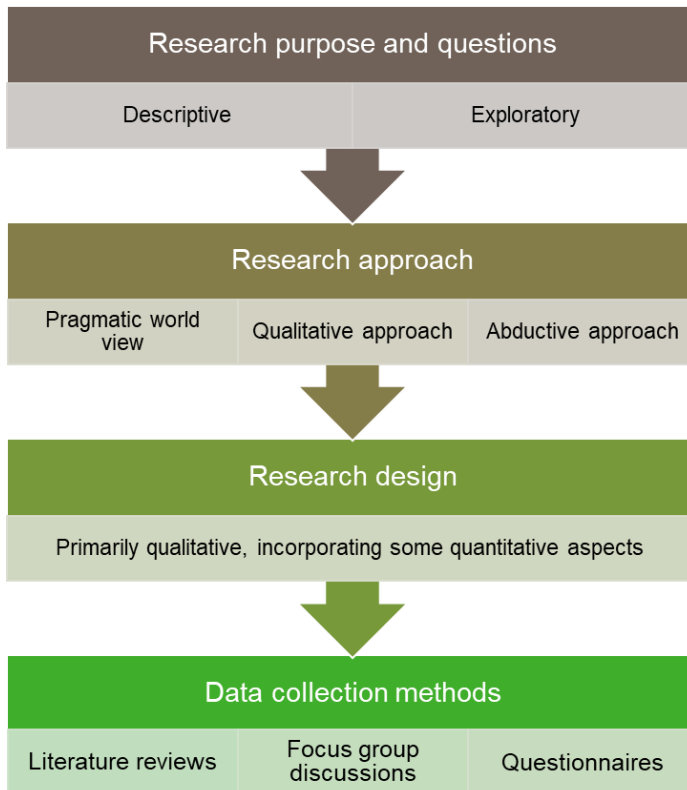 Research purpose and questions
Descriptive
Exploratory
Research approach
Pragmatic world
view
Qualitative approach
Abductive approach
Research design
Primarily qualitative, incorporating some quantitative aspects
Data collection methods
Literature reviews
Focus group
discussions
Questionnaires